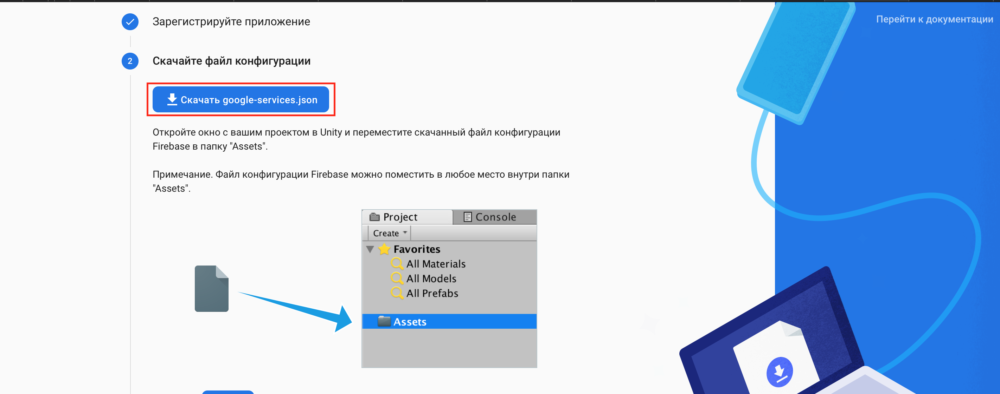 Перейти к документации
Зарегистрируйте приложение
2
Скачайте файл конфигурации
Скачать google-services.json
Откройте окно с вашим проектом в Unity и переместите скачанный файл конфигурации
Firebase в папку "Assets".
Примечание. Файл конфигурации Firebase можно поместить в любое место внутри папки
"Assets".
Project
Console
Create
Favorites
All Materials
All Models
All Prefabs
Assets